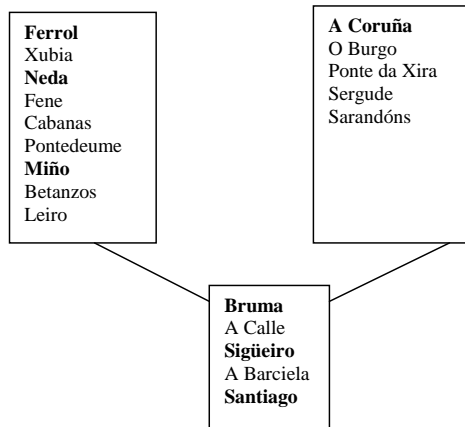 Ferrol
Xubia
Neda
Fene
Cabanas
Pontedeume
Miño
Betanzos
Leiro
A Coruña
O Burgo
Ponte da Xira
Sergude
Sarandóns
Bruma
A Calle
Sigüeiro
A Barciela
Santiago